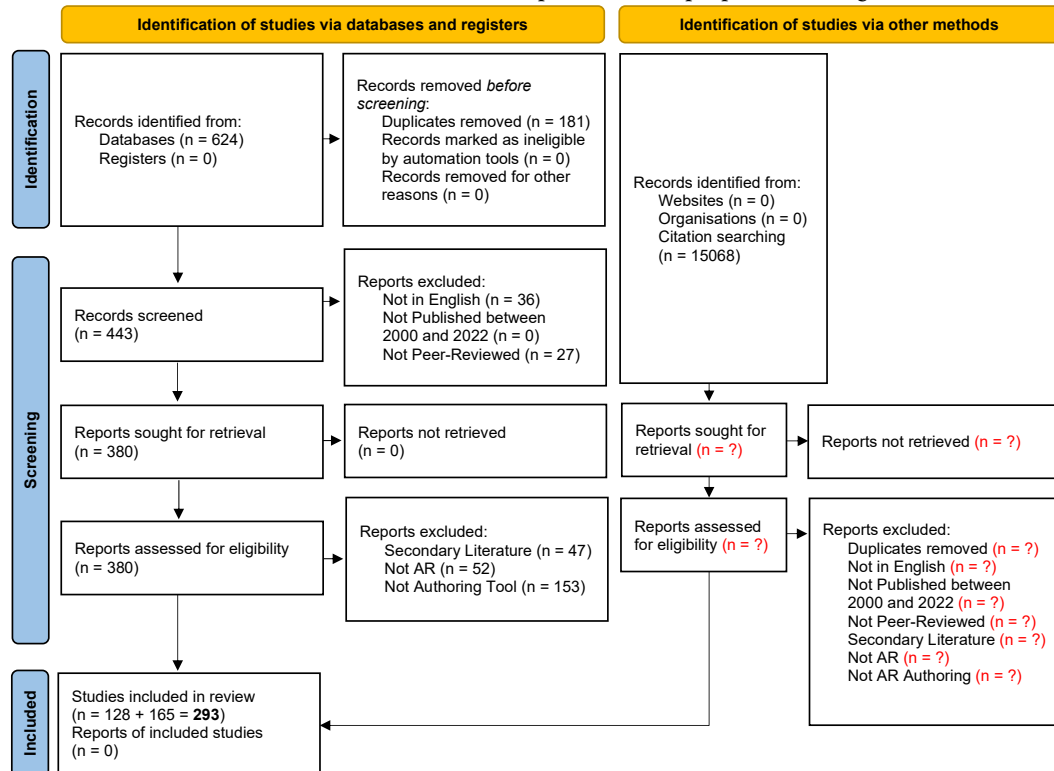 Identification of studies via databases and registers
Identification of studies via other methods
Identification
Records identified from:
Databases (n = 624)
Registers (n = 0)
Records removed before
screening:
Duplicates removed (n = 181)
Records marked as ineligible
by automation tools (n = 0)
Records removed for other
reasons (n = 0)
Records identified from:
Websites (n = 0)
Organisations (n = 0)
Citation searching
(n = 15068)
Screening
Records screened
(n = 443)
Reports excluded:
Not in English (n = 36)
Not Published between
2000 and 2022 (n = 0)
Not Peer-Reviewed (n = 27)
Reports sought for retrieval
(n = 380)
Reports not retrieved
(n = 0)
Reports sought for
retrieval (n = ?)
Reports not retrieved (n = ?)
Reports assessed for eligibility
(n = 380)
Reports excluded:
Secondary Literature (n = 47)
Not AR (n = 52)
Not Authoring Tool (n = 153)
Reports assessed
for eligibility (n = ?)
Reports excluded:
Duplicates removed (n = ?)
Not in English (n = ?)
Not Published between
2000 and 2022 (n = ?)
Not Peer-Reviewed (n = ?)
Secondary Literature (n = ?)
Not AR (n = ?)
Not AR Authoring (n = ?)
Included
Studies included in review
(n = 128 + 165 = 293)
Reports of included studies
(n = 0)